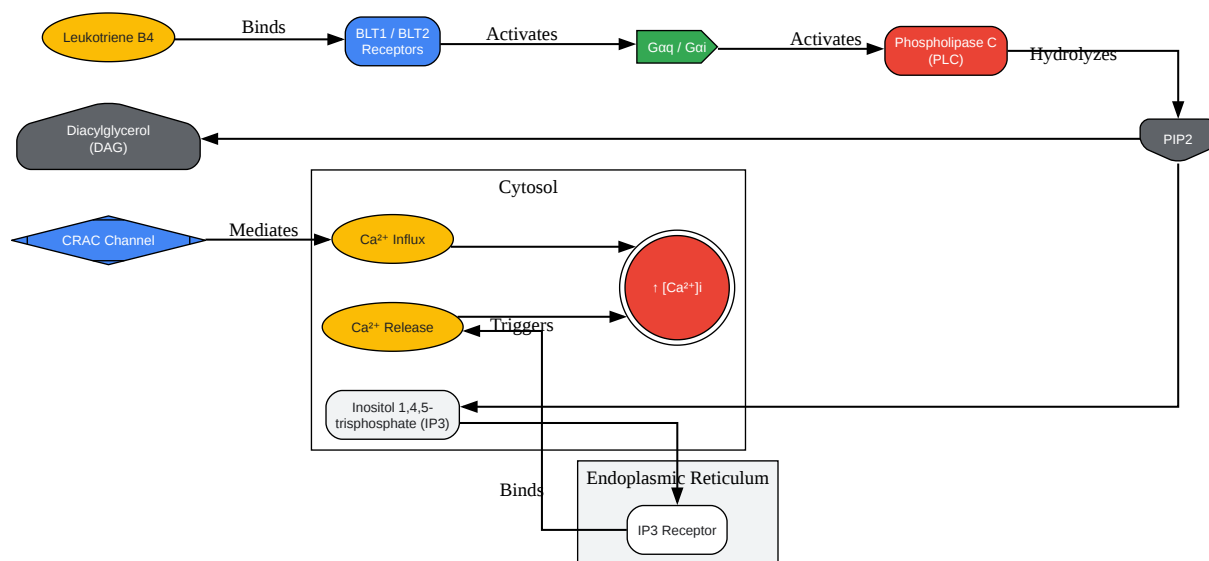 Leukotriene B4
Binds
BLT1 / BLT2
Receptors
Activates
Gαq / Gαi
Activates
Phospholipase C
(PLC)
Hydrolyzes
Diacylglycerol
(DAG)
PIP2
Cytosol
CRAC Channel
Mediates
Ca²⁺ Influx
↑ [Ca²⁺]i
Ca²⁺ Release
Triggers
Inositol 1,4,5-
trisphosphate (IP3)
Endoplasmic Reticulum
Binds
IP3 Receptor